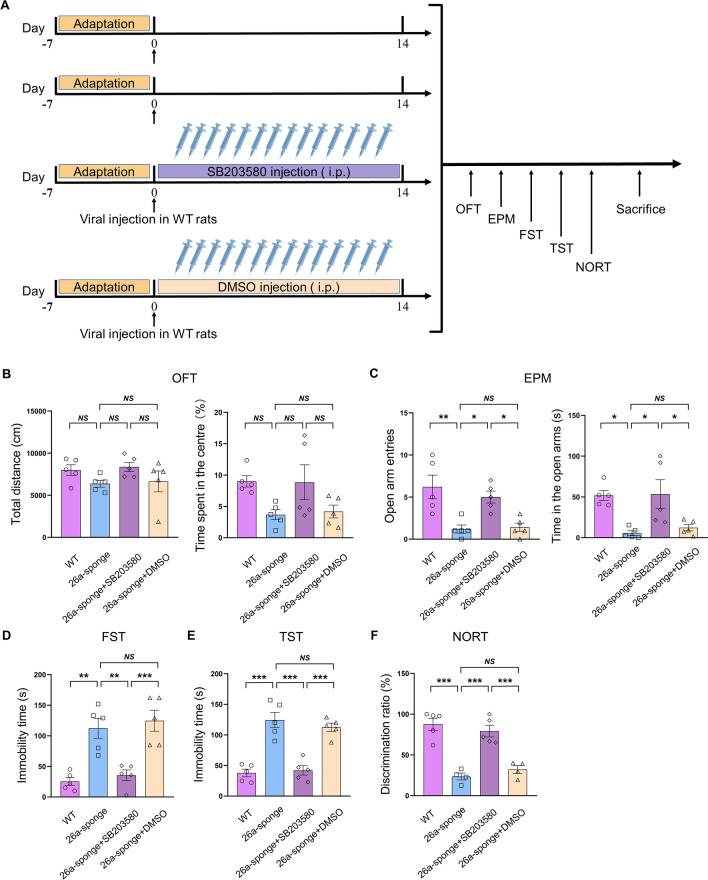 A
Day
Adaptation
-7
0
14
Day
Adaptation
-7
0
14
Day
Adaptation
SB203580 injection ( i.p.)
-7
0
14
Viral injection in WT rats
Day
Adaptation
DMSO injection ( i.p.)
-7
0
14
Viral injection in WT rats
OFT
EPM
FST
TST
NORT
Sacrifice
B
OFT
Total distance (cm)
15000
10000
5000
0
NS
NS
NS
NS
WT
26a-sponge
26a-sponge+SB203580
26a-sponge+DMSO
Time spent in the centre (%)
20
15
10
5
0
NS
NS
NS
NS
WT
26a-sponge
26a-sponge+SB203580
26a-sponge+DMSO
C
EPM
Open arm entries
15
10
5
0
NS
**
*
*
WT
26a-sponge
26a-sponge+SB203580
26a-sponge+DMSO
Time in the open arms (s)
150
100
50
0
NS
*
*
*
WT
26a-sponge
26a-sponge+SB203580
26a-sponge+DMSO
D
FST
Immobility time (s)
200
150
100
50
0
NS
**
**
***
WT
26a-sponge
26a-sponge+SB203580
26a-sponge+DMSO
E
TST
Immobility time (s)
200
150
100
50
0
NS
***
***
***
WT
26a-sponge
26a-sponge+SB203580
26a-sponge+DMSO
F
NORT
Discrimination ratio (%)
150
100
50
0
NS
***
***
***
WT
26a-sponge
26a-sponge+SB203580
26a-sponge+DMSO